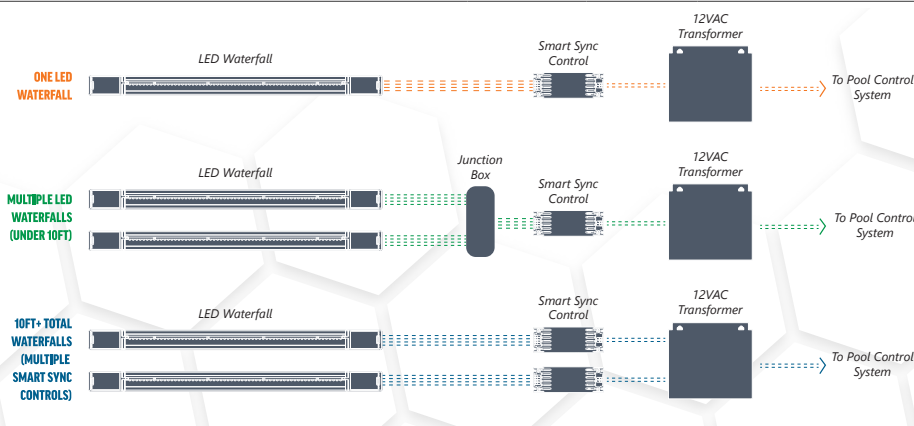 12VAC
Transformer
LED Waterfall
Smart Sync
Control
ONE LED
WATERFALL
To Pool Control
System
12VAC
Transformer
LED Waterfall
Junction
Box
Smart Sync
Control
MULTIPLE LED
WATERFALLS
(UNDER 10FT)
To Pool Control
System
12VAC
Transformer
LED Waterfall
Smart Sync
Control
10FT+ TOTAL
WATERFALLS
(MULTIPLE
SMART SYNC
CONTROLS)
To Pool Control
System